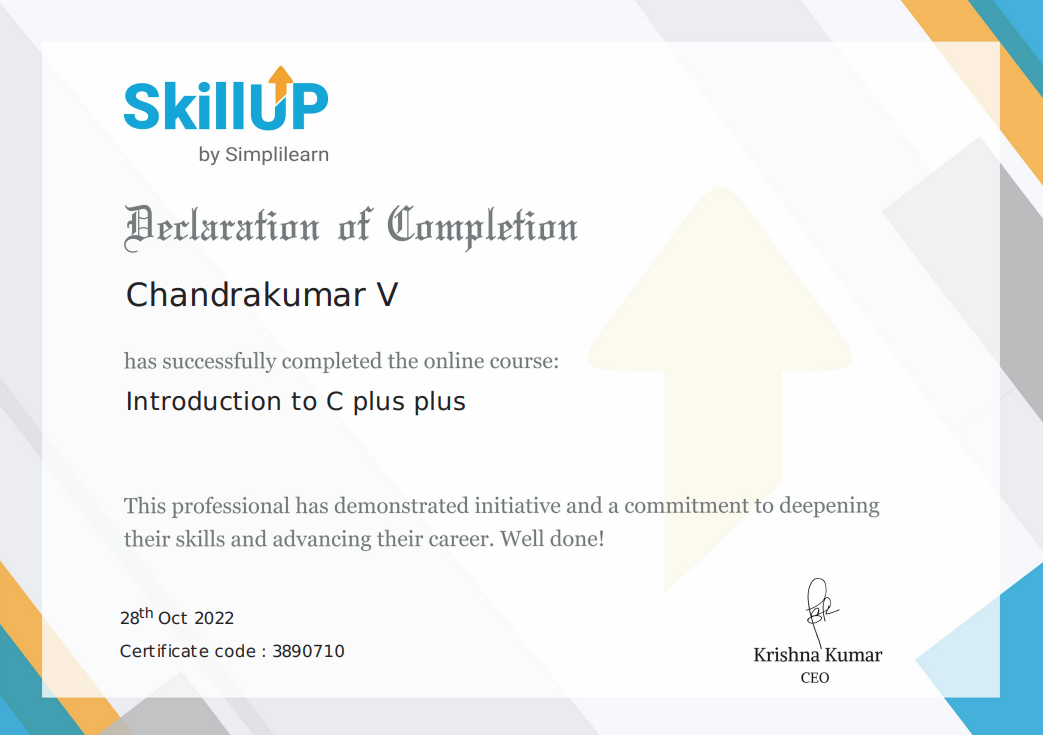 SkillUP
by Simplilearn
Declaration of Completion
Chandrakumar V
has successfully completed the online course:
Introduction to C plus plus
This professional has demonstrated initiative and a commitment to deepening
their skills and advancing their career. Well done!
28th Oct 2022
Certificate code : 3890710
Krishna Kumar
CEO